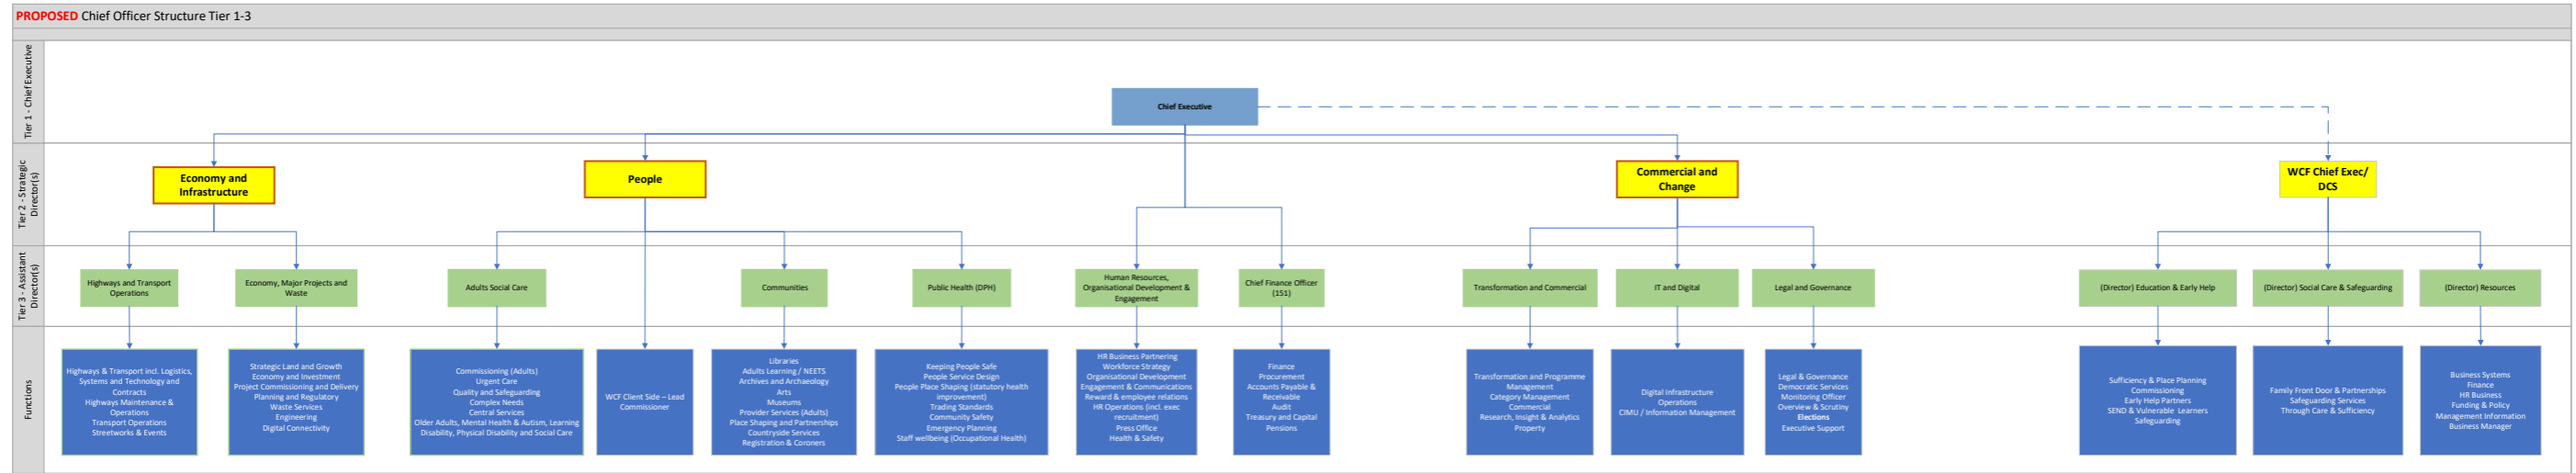 PROPOSED Chief Officer Structure Tier 1-3
Tier 1 - Chief Executive
Chief Executive
Tier 2 - Strategic
Director(s)
Economy and
Infrastructure
People
Commercial and
Change
WCF Chief Exec/
DCS
Tier 3 - Assistant
Director(s)
Highways and Transport
Operations
Economy, Major Projects and
Waste
Adults Social Care
Communities
Public Health (DPH)
Human Resources,
Organisational Development &
Engagement
Chief Finance Officer
(151)
Transformation and Commercial
IT and Digital
Legal and Governance
(Director) Education & Early Help
(Director) Social Care & Safeguarding
(Director) Resources
Functions
Highways & Transport incl. Logistics,
Systems and Technology and
Contracts
Highways Maintenance &
Operations
Transport Operations
Streetworks & Events
Strategic Land and Growth
Economy and Investment
Project Commissioning and Delivery
Planning and Regulatory
Waste Services
Engineering
Digital Connectivity
Commissioning (Adults)
Urgent Care
Quality and Safeguarding
Complex Needs
Central Services
Older Adults, Mental Health & Autism, Learning
Disability, Physical Disability and Social Care
WCF Client Side – Lead
Commissioner
Libraries
Adults Learning / NEETS
Archives and Archaeology
Arts
Museums
Provider Services (Adults)
Place Shaping and Partnerships
Countryside Services
Registration & Coroners
Keeping People Safe
People Service Design
People Place Shaping (statutory health
improvement)
Trading Standards
Community Safety
Emergency Planning
Staff wellbeing (Occupational Health)
HR Business Partnering
Workforce Strategy
Organisational Development
Engagement & Communications
Reward & employee relations
HR Operations (incl. exec
recruitment)
Press Office
Health & Safety
Finance
Procurement
Accounts Payable &
Receivable
Audit
Treasury and Capital
Pensions
Transformation and Programme
Management
Category Management
Commercial
Research, Insight & Analytics
Property
Digital Infrastructure
Operations
CIMU / Information Management
Legal & Governance
Democratic Services
Monitoring Officer
Overview & Scrutiny
Elections
Executive Support
Sufficiency & Place Planning
Commissioning
Early Help Partners
SEND & Vulnerable Learners
Safeguarding
Family Front Door & Partnerships
Safeguarding Services
Through Care & Sufficiency
Business Systems
Finance
HR Business
Funding & Policy
Management Information
Business Manager